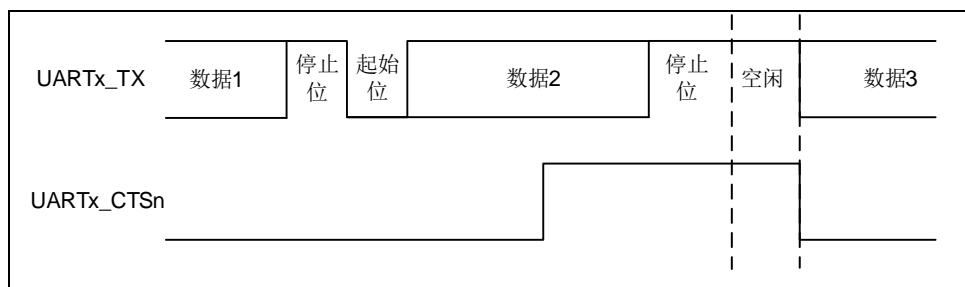 UARTx_TX
数据1
停止
位
起始
位
数据2
停止
位
空闲
数据3
UARTx_CTSn